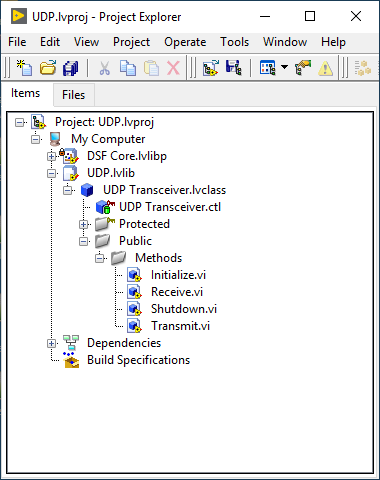 UDP.lvproj - Project Explorer
File Edit View Project Operate Tools Window Help
Items Files
Project: UDP.lvproj
My Computer
DSF Core.lvlibp
UDP.lvlib
UDP Transceiver.lvclass
UDP Transceiver.ctl
Protected
Public
Methods
Initialize.vi
Receive.vi
Shutdown.vi
Transmit.vi
Dependencies
Build Specifications